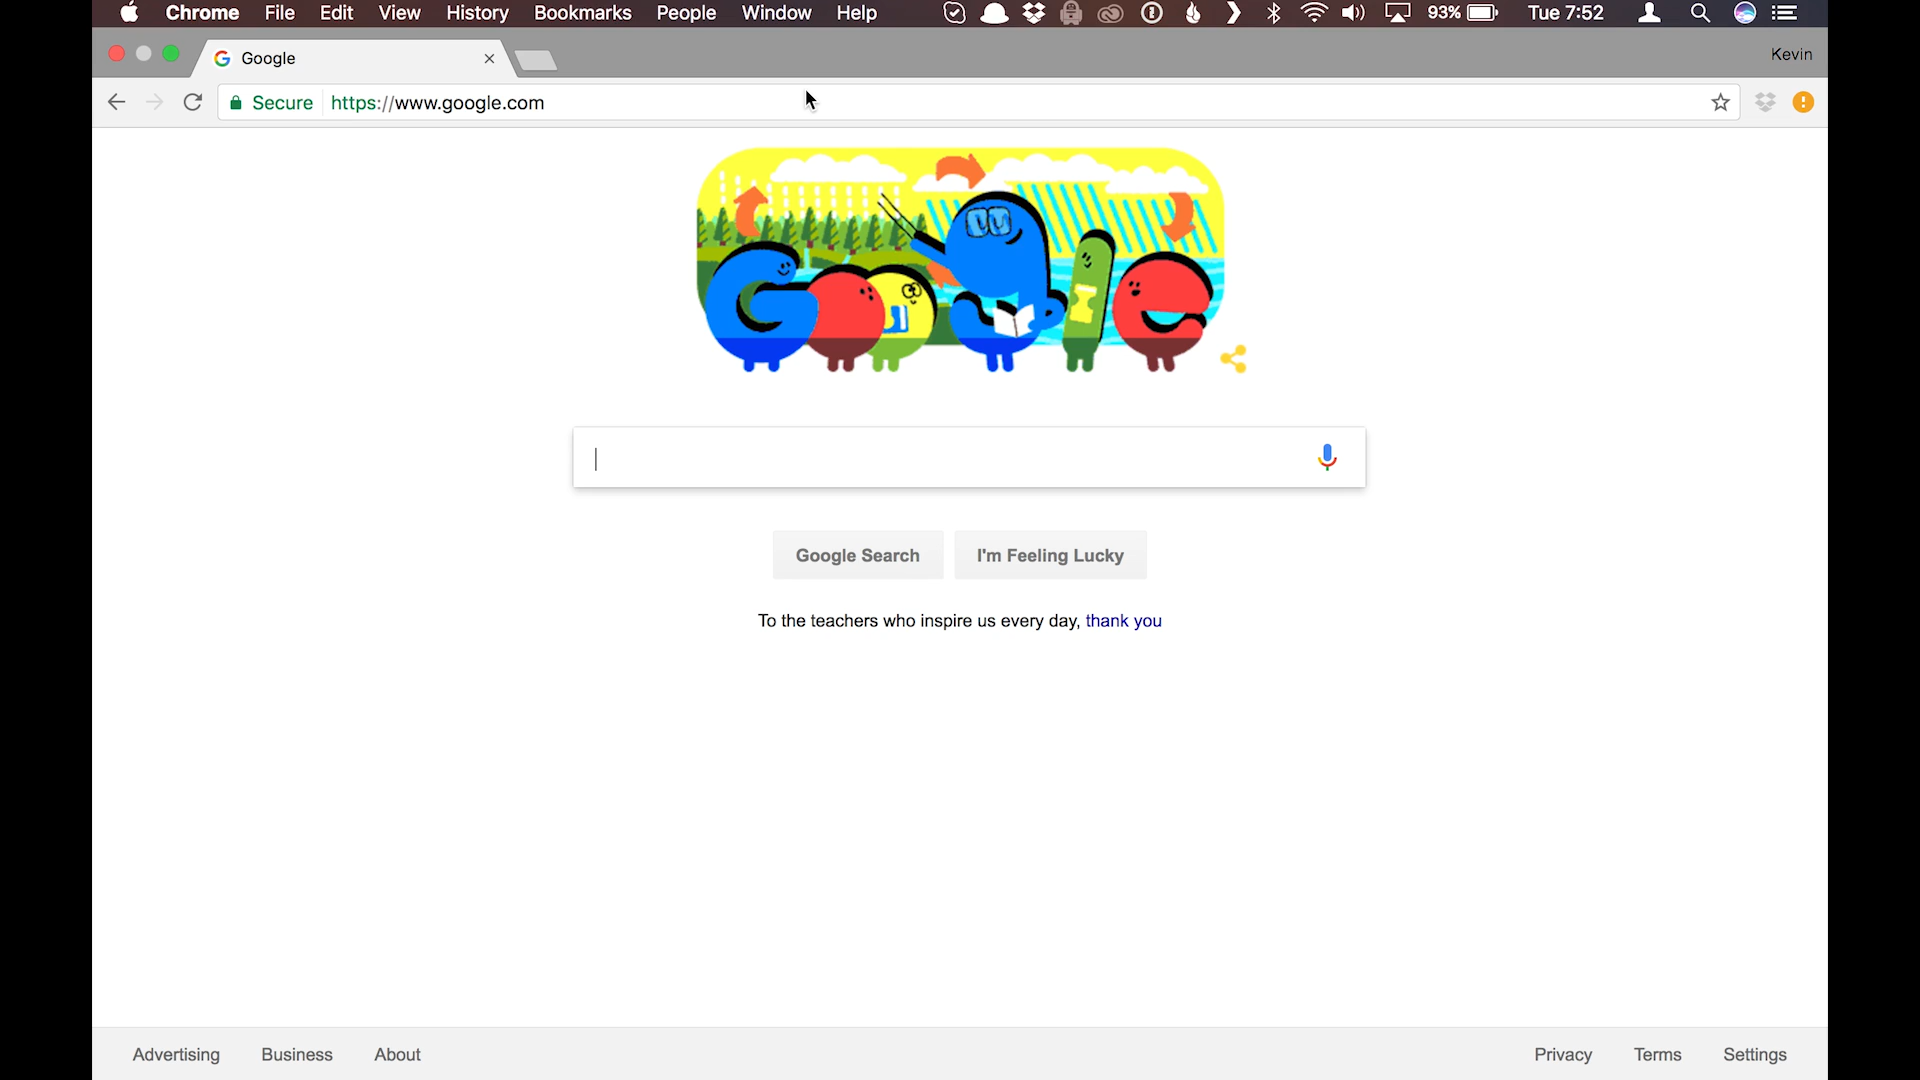 Chrome File Edit View History Bookmarks People Window Help 93% Tue 7:52
Google Kevin
Secure https://www.google.com
Google
Google Search I'm Feeling Lucky
To the teachers who inspire us every day, thank you
Advertising Business About Privacy Terms Settings